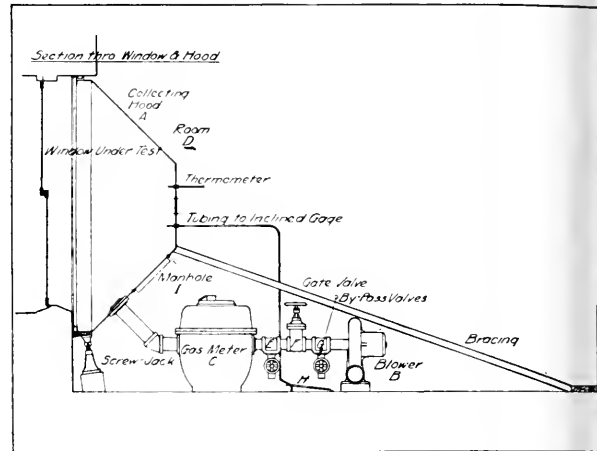 Section thro Window & Hood
Collecting
Hood
A
Room
D
Window Under Test
Thermometer
Tubing to Inclined Gage
Manhole
I
Gate Valve
By-Pass Valves
Screw-Jack
Gas Meter
C
H
Blower
B
Bracing